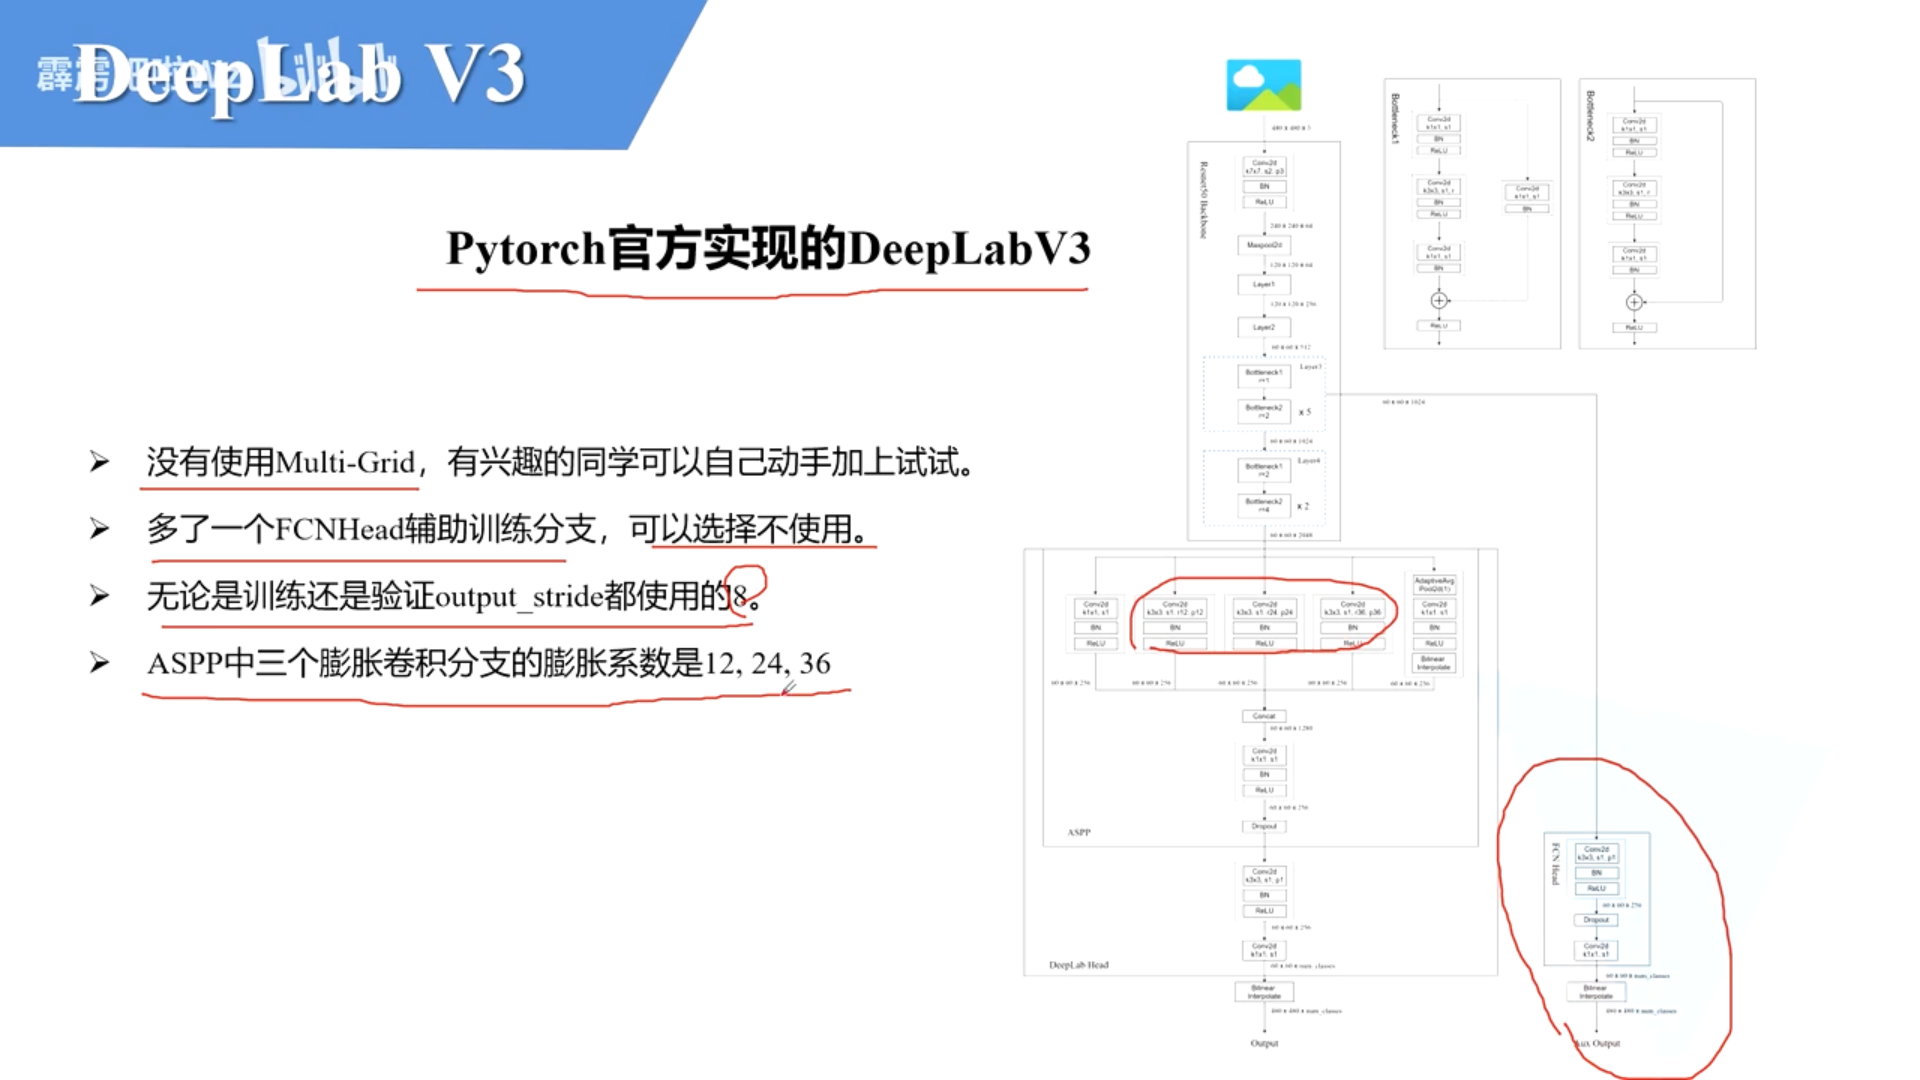 DeepLab V3
霹雳吧啦Wz bilibili
Pytorch官方实现的DeepLabV3
没有使用Multi-Grid，有兴趣的同学可以自己动手加上试试。
多了一个FCNHead辅助训练分支，可以选择不使用。
无论是训练还是验证output_stride都使用的8。
ASPP中三个膨胀卷积分支的膨胀系数是12, 24, 36
480 x 480 x 3
Resnet50 Backbone
Conv2d
k7x7, s2, p3
BN
ReLU
240 x 240 x 64
Maxpool2d
120 x 120 x 64
Layer1
120 x 120 x 256
Layer2
60 x 60 x 512
Layer3
Bottleneck1
r=1
Bottleneck2
r=2
x 5
60 x 60 x 1024
60 x 60 x 1024
Layer4
Bottleneck1
r=2
Bottleneck2
r=4
x 2
60 x 60 x 2048
Bottleneck1
Conv2d
k1x1, s1
BN
ReLU
Conv2d
k3x3, s1, r
BN
ReLU
Conv2d
k1x1, s1
BN
Conv2d
k1x1, s1
BN
ReLU
Bottleneck2
Conv2d
k1x1, s1
BN
ReLU
Conv2d
k3x3, s1, r
BN
ReLU
Conv2d
k1x1, s1
BN
ReLU
Conv2d
k1x1, s1
BN
ReLU
60 x 60 x 256
Conv2d
k3x3, s1, r12, p12
BN
ReLU
60 x 60 x 256
Conv2d
k3x3, s1, r24, p24
BN
ReLU
60 x 60 x 256
Conv2d
k3x3, s1, r36, p36
BN
ReLU
60 x 60 x 256
AdaptiveAvg
Pool2d(1)
Conv2d
k1x1, s1
BN
ReLU
Bilinear
Interpolate
60 x 60 x 256
Concat
60 x 60 x 1280
Conv2d
k1x1, s1
BN
ReLU
60 x 60 x 256
Dropout
ASPP
Conv2d
k3x3, s1, p1
BN
ReLU
60 x 60 x 256
Conv2d
k1x1, s1
DeepLab Head
60 x 60 x num_classes
Bilinear
Interpolate
480 x 480 x num_classes
Output
FCN Head
Conv2d
k3x3, s1, p1
BN
ReLU
60 x 60 x 256
Dropout
Conv2d
k1x1, s1
60 x 60 x num_classes
Bilinear
Interpolate
480 x 480 x num_classes
Aux Output